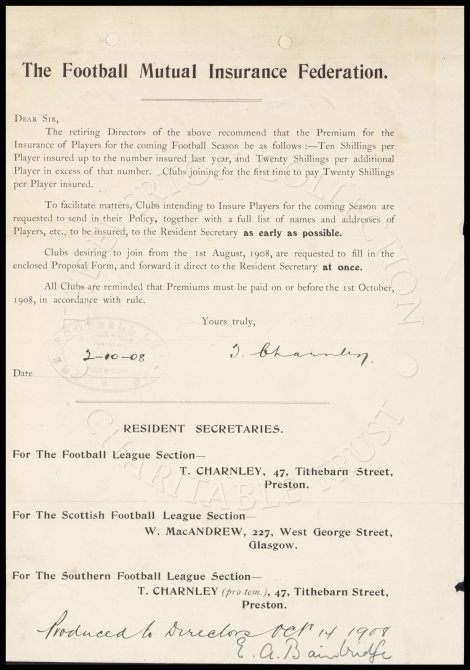 The Football Mutual Insurance Federation.
DEAR SIR,
The retiring Directors of the above recommend that the Premium for the
Insurance of Players for the coming Football Season be as follows :—Ten Shillings
per Player insured up to the number insured last year, and Twenty Shillings per additional
Player in excess of that number. Clubs joining for the first time to pay Twenty Shillings
per Player insured.
To facilitate matters, Clubs intending to Insure Players for the coming Season are
requested to send in their Policy, together with a full list of names and addresses of
Players, etc., to be insured, to the Resident Secretary as early as possible.
Clubs desiring to join from the 1st August, 1908, are requested to fill in the
enclosed Proposal Form, and forward it direct to the Resident Secretary at once.
All Clubs are reminded that Premiums must be paid on or before the 1st October,
1908, in accordance with rule.
Yours truly,
2-10-08
T. Charnley.
Date
THE FOOTBALL
RESIDENT SECRETARIES.
For The Football League Section—
T. CHARNLEY, 47, Tithebarn Street,
Preston.
For The Scottish Football League Section—
W. MacANDREW, 227, West George Street,
Glasgow.
For The Southern Football League Section—
T. CHARNLEY (pro tem.), 47, Tithebarn Street,
Preston.
Produced to Directors Oct 14 1908
E. A. Bainbridge
COLLECTION
CHARITABLE TRUST